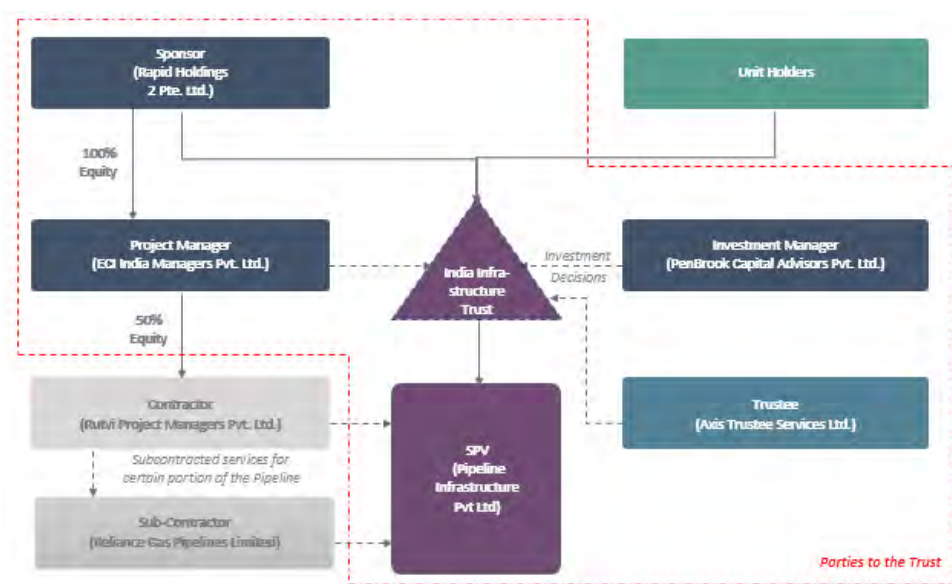 Sponsor
(Rapid Holdings
2 Pte. Ltd.)
Unit Holders
100%
Equity
Project Manager
(ECI India Managers Pvt. Ltd.)
India Infra-
structure
Trust
Investment
Decisions
Investment Manager
(PenBrook Capital Advisors Pvt. Ltd.)
50%
Equity
Contractor
(Rutvi Project Managers Pvt. Ltd.)
SPV
(Pipeline
Infrastructure
Pvt Ltd)
Trustee
(Axis Trustee Services Ltd.)
Subcontracted services for
certain portion of the Pipeline
Sub-Contractor
(Reliance Gas Pipelines Limited)
Parties to the Trust